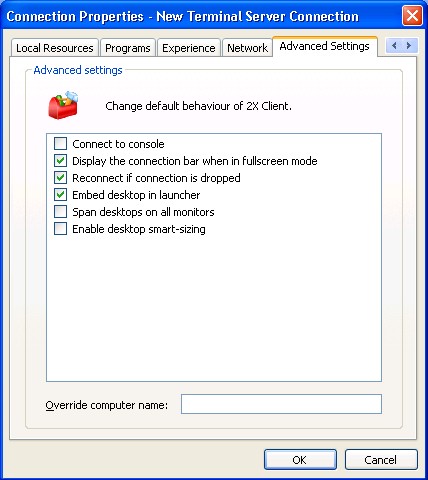 Connection Properties - New Terminal Server Connection
Local Resources Programs Experience Network Advanced Settings
Advanced settings
Change default behaviour of 2X Client.
Connect to console
Display the connection bar when in fullscreen mode
Reconnect if connection is dropped
Embed desktop in launcher
Span desktops on all monitors
Enable desktop smart-sizing
Override computer name:
OK Cancel